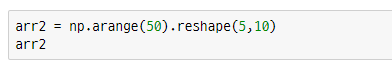 arr2 = np.arange(50).reshape(5,10)
arr2